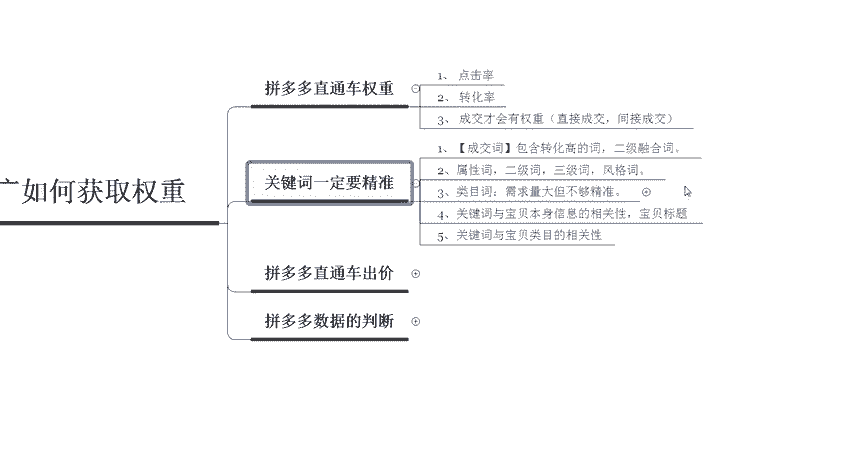 如何获取权重
拼多多直通车权重
1、 点击率
2、 转化率
3、 成交才会有权重（直接成交，间接成交）
关键词一定要精准
1、【成交词】包含转化高的词，二级融合词。
2、属性词，二级词，三级词，风格词。
3、类目词：需求量大但不够精准。
4、关键词与宝贝本身信息的相关性，宝贝标题
5、关键词与宝贝类目的相关性
拼多多直通车出价
拼多多数据的判断